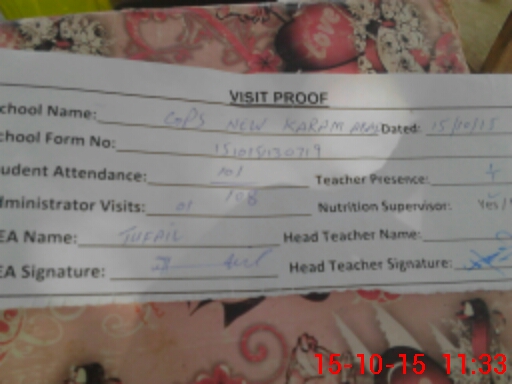 VISIT PROOF
chool Name: GPS NEW KARAM Dated: 15/10/15
chool Form No: 151015130719
udent Attendance: 101 Teacher Presence:
108
dministrator Visits: 01 Nutrition Supervisor: Yes/
EA Name: TUFAIL Head Teacher Name:
EA Signature: Head Teacher Signature:
15-10-15 11:33